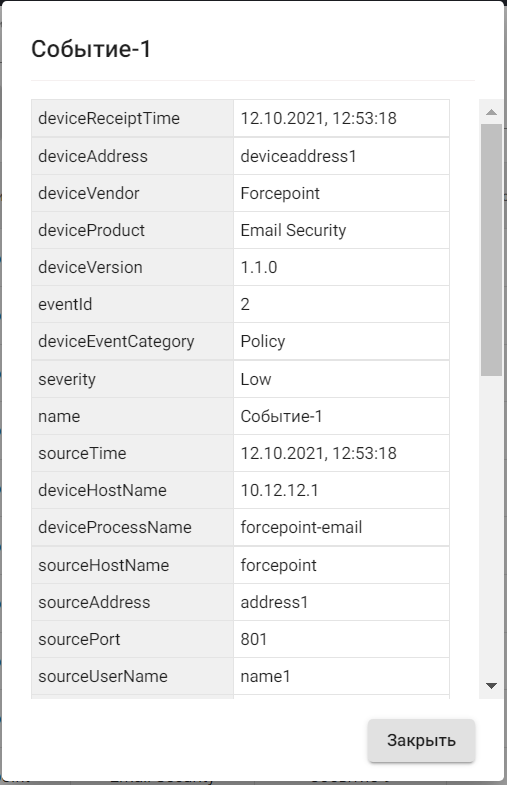 Событие-1
deviceReceiptTime 12.10.2021, 12:53:18
deviceAddress deviceaddress1
deviceVendor Forcepoint
deviceProduct Email Security
deviceVersion 1.1.0
eventId 2
deviceEventCategory Policy
severity Low
name Событие-1
sourceTime 12.10.2021, 12:53:18
deviceHostName 10.12.12.1
deviceProcessName forcepoint-email
sourceHostName forcepoint
sourceAddress address1
sourcePort 801
sourceUserName name1
Закрыть